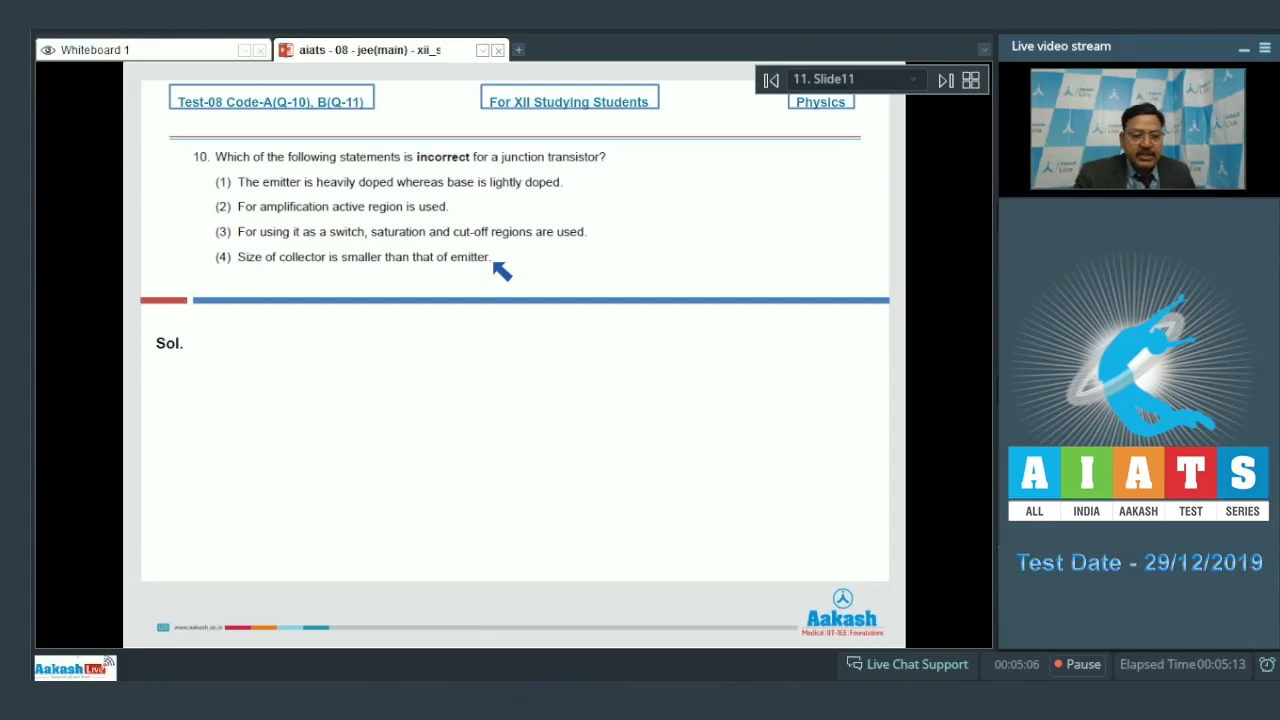 Whiteboard 1
aiats - 08 - jee(main) - xii_s
Live video stream
11. Slide11
Test-08 Code-A(Q-10), B(Q-11)
For XII Studying Students
Physics
10. Which of the following statements is incorrect for a junction transistor?
(1) The emitter is heavily doped whereas base is lightly doped.
(2) For amplification active region is used.
(3) For using it as a switch, saturation and cut-off regions are used.
(4) Size of collector is smaller than that of emitter.
Sol.
A I A T S
ALL INDIA AAKASH TEST SERIES
Test Date - 29/12/2019
www.aakash.ac.in
Aakash
Medical|IIT-JEE|Foundations
Aakash Live
Live Chat Support
00:05:06
Pause
Elapsed Time 00:05:13